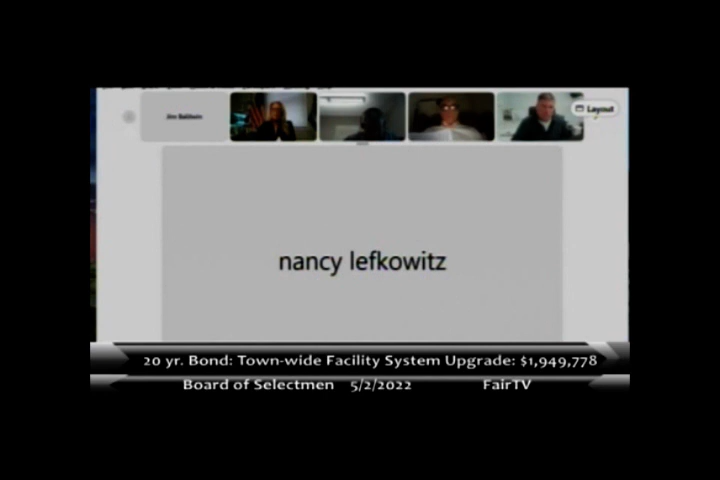 Jim Baldwin
Layout
nancy lefkowitz
20 yr. Bond: Town-wide Facility System Upgrade: $1,949,778
Board of Selectmen 5/2/2022 FairTV